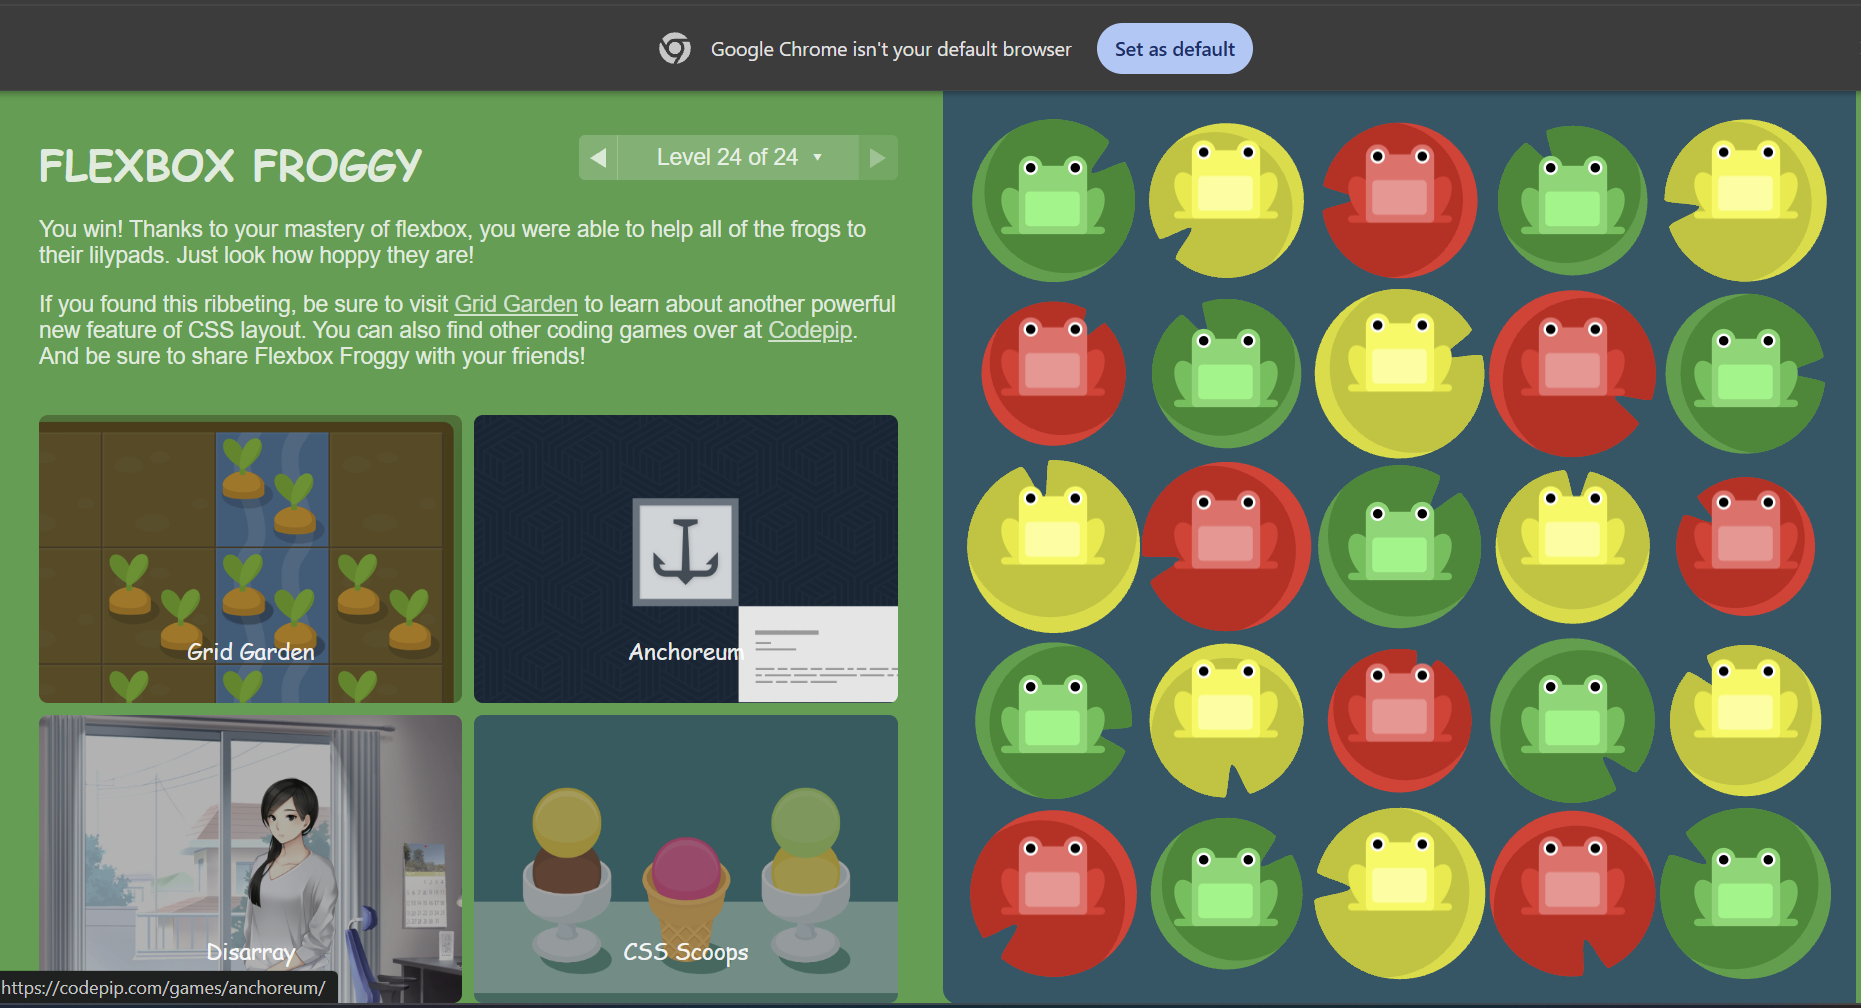 Google Chrome isn't your default browser
Set as default
FLEXBOX FROGGY
Level 24 of 24
You win! Thanks to your mastery of flexbox, you were able to help all of the frogs to
their lilypads. Just look how hoppy they are!
If you found this ribbeting, be sure to visit Grid Garden to learn about another powerful
new feature of CSS layout. You can also find other coding games over at Codepip.
And be sure to share Flexbox Froggy with your friends!
Grid Garden
Anchoreum
Disarray
CSS Scoops
https://codepip.com/games/anchoreum/